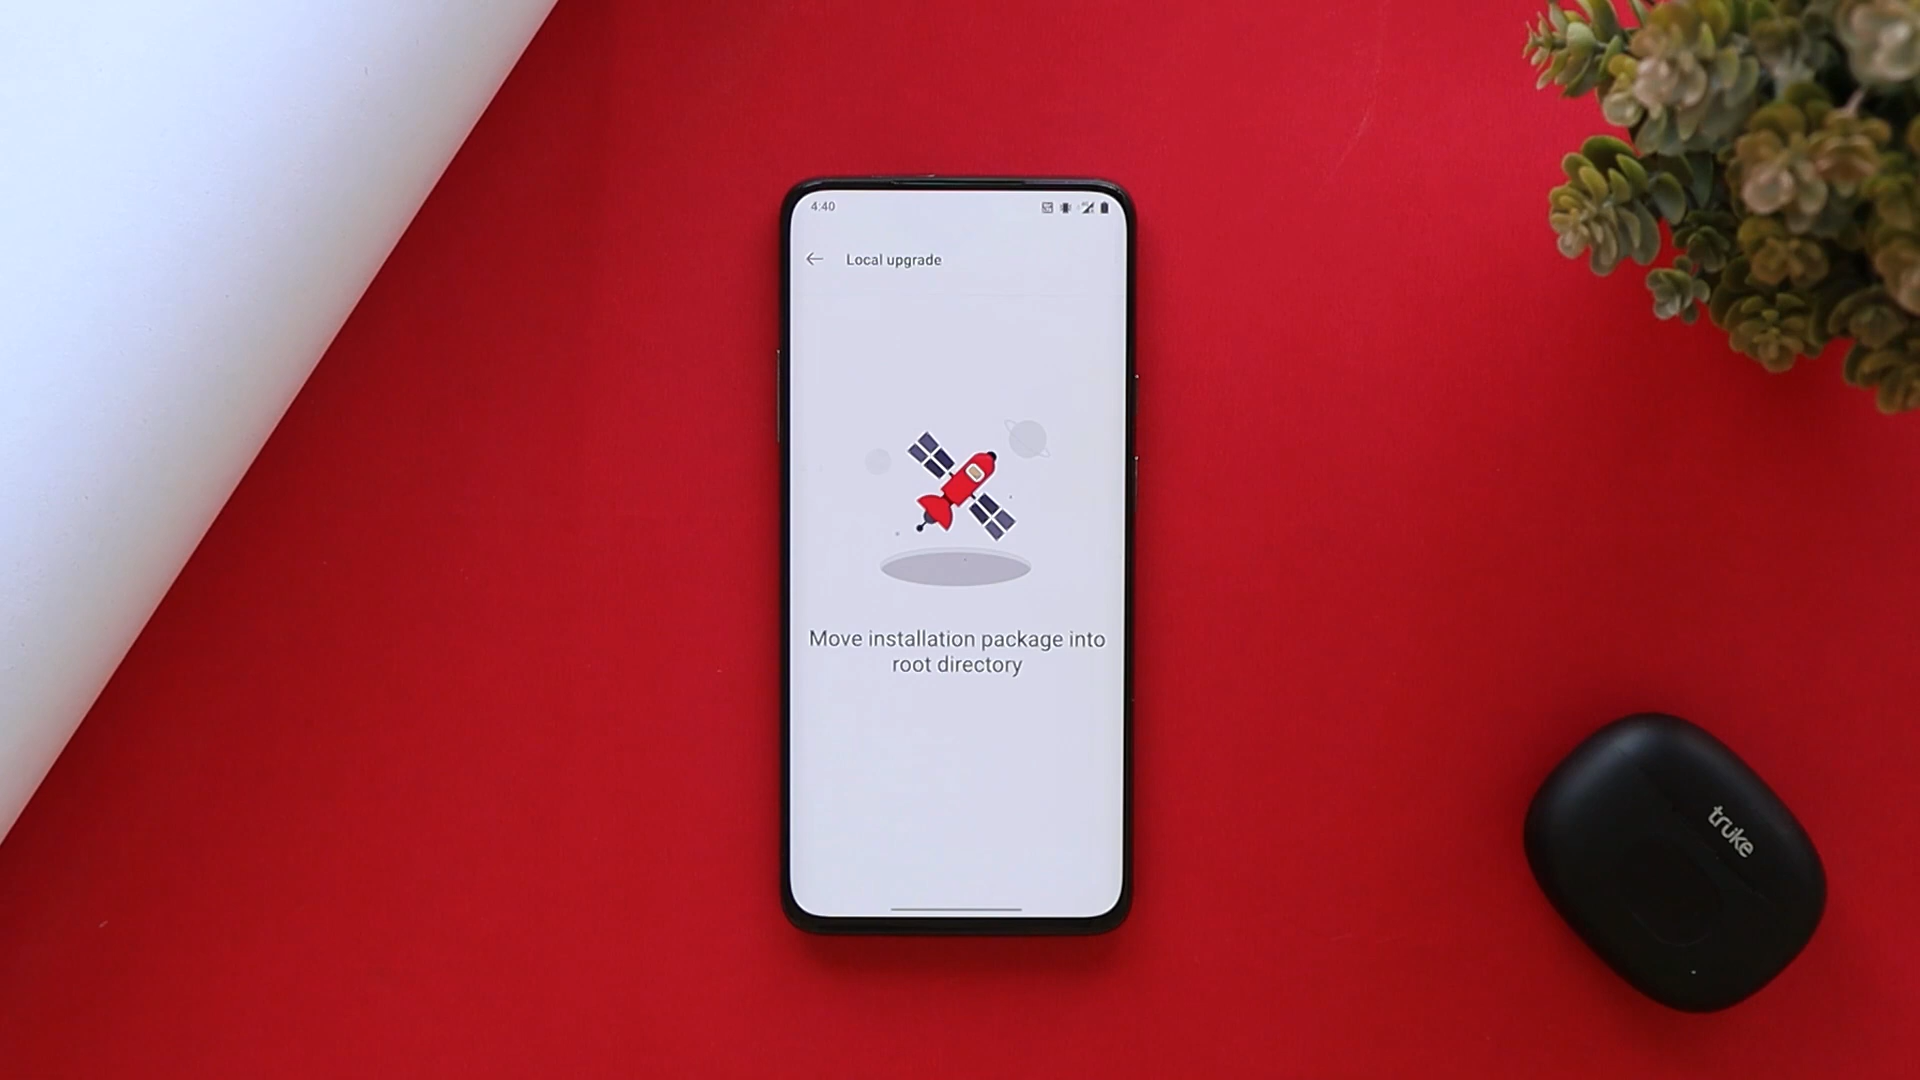 4:40
Local upgrade
Move installation package into
root directory
truke